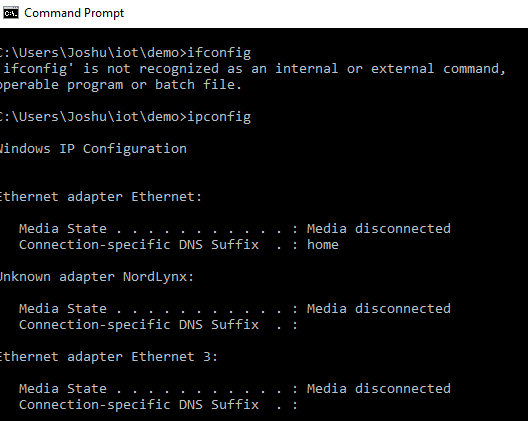 Command Prompt
C:\Users\Joshu\iot\demo>ifconfig
'ifconfig' is not recognized as an internal or external command,
operable program or batch file.
C:\Users\Joshu\iot\demo>ipconfig
Windows IP Configuration
Ethernet adapter Ethernet:
Media State . . . . . . . . . . . : Media disconnected
Connection-specific DNS Suffix  . : home
Unknown adapter NordLynx:
Media State . . . . . . . . . . . : Media disconnected
Connection-specific DNS Suffix  . :
Ethernet adapter Ethernet 3:
Media State . . . . . . . . . . . : Media disconnected
Connection-specific DNS Suffix  . :